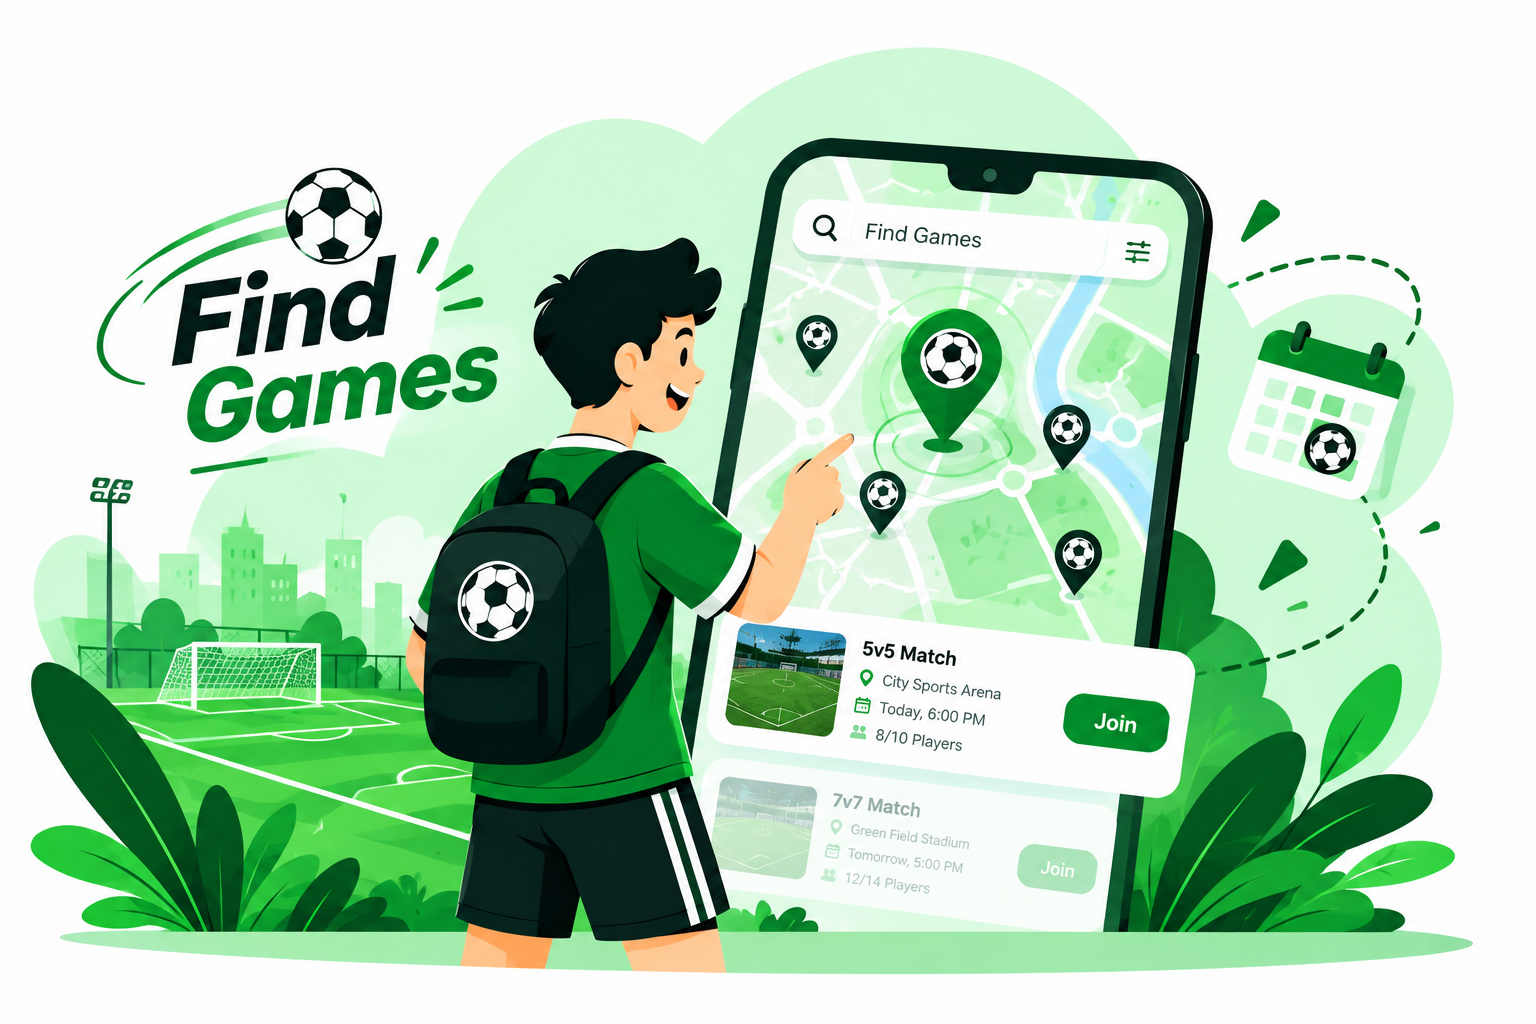 Find
Games
Find Games
5v5 Match
City Sports Arena
Today, 6:00 PM
8/10 Players
Join
7v7 Match
Green Field Stadium
Tomorrow, 5:00 PM
12/14 Players
Join